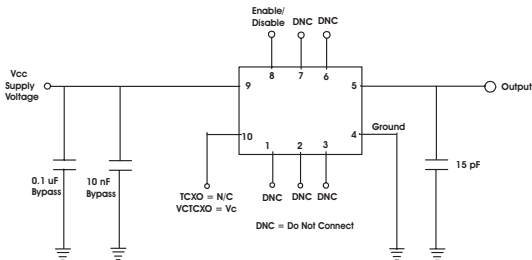 Enable/
Disable DNC DNC
8 7 6
Vcc
Supply
Voltage
9 5 Output
10 4 Ground
1 2 3
0.1 uF
Bypass
10 nF
Bypass
15 pF
TCXO = N/C
VCTCXO = Vc
DNC DNC DNC
DNC = Do Not Connect